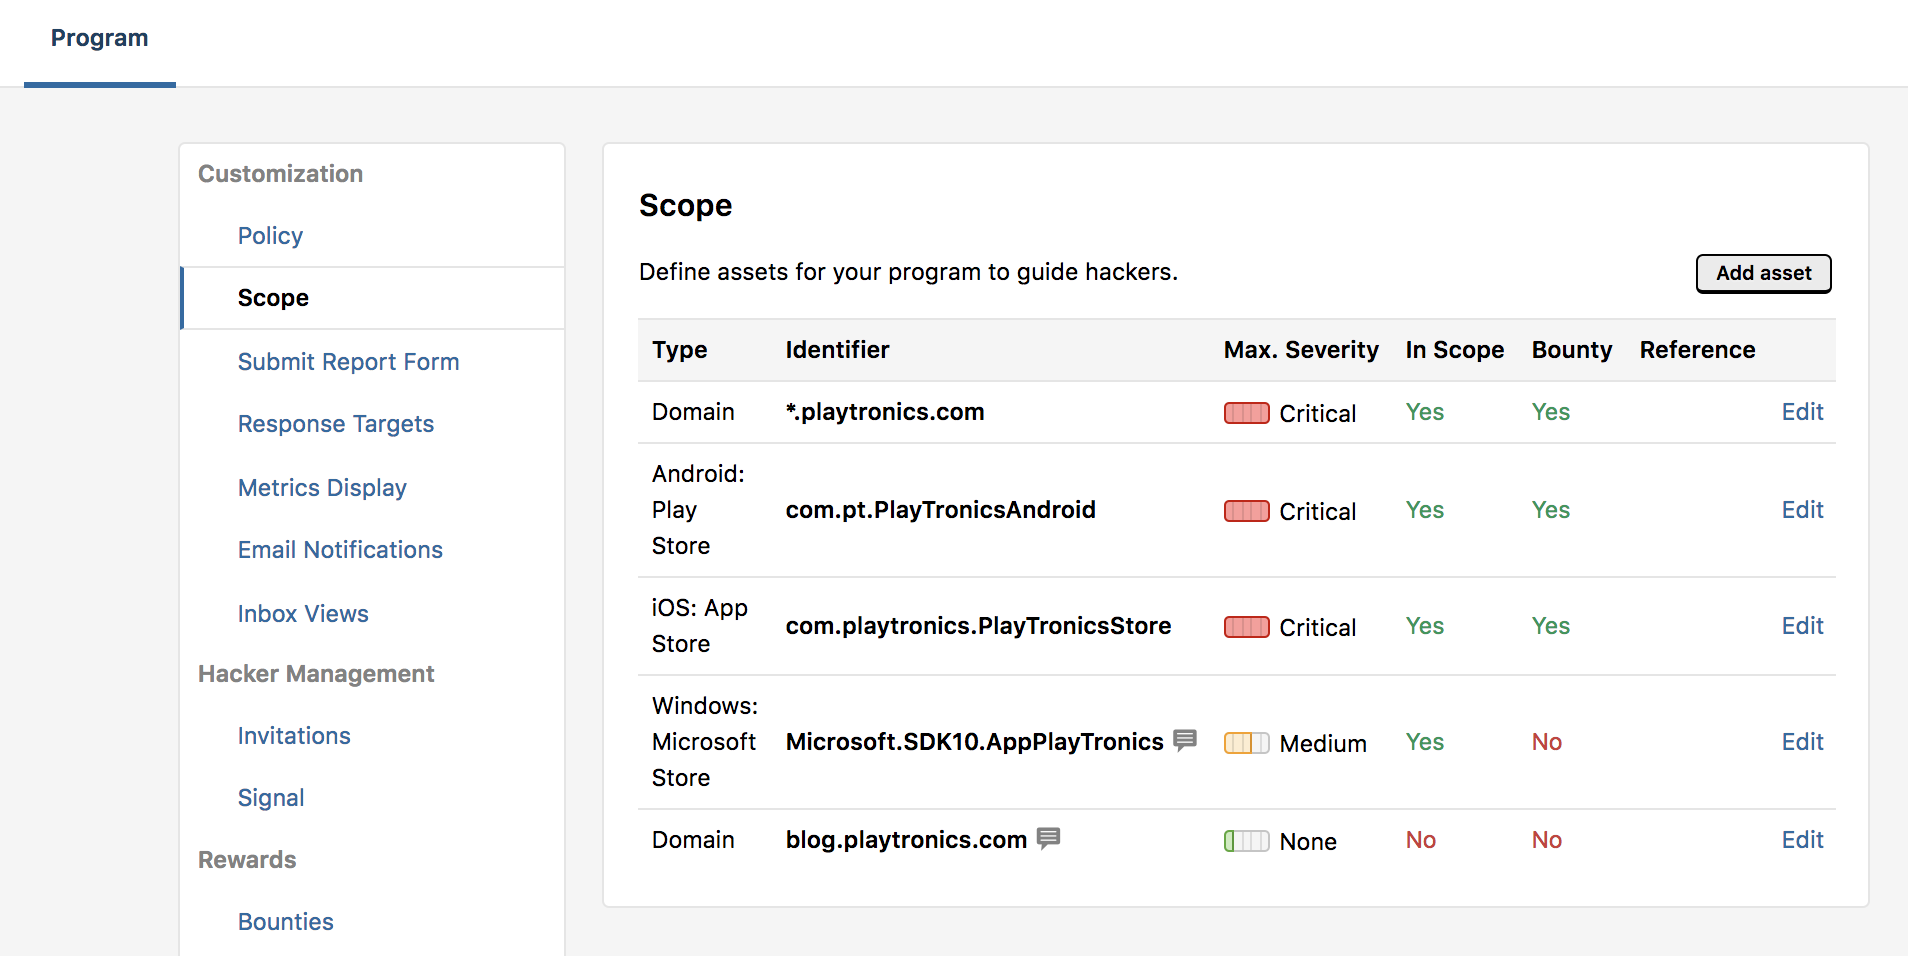 Program
Customization
Policy
Scope
Submit Report Form
Response Targets
Metrics Display
Email Notifications
Inbox Views
Hacker Management
Invitations
Signal
Rewards
Bounties
Scope
Define assets for your program to guide hackers.
Add asset
Type Identifier Max. Severity In Scope Bounty Reference
Domain *.playtronics.com Critical Yes Yes Edit
Android:
Play
Store
com.pt.PlayTronicsAndroid Critical Yes Yes Edit
iOS: App
Store
com.playtronics.PlayTronicsStore Critical Yes Yes Edit
Windows:
Microsoft
Store
Microsoft.SDK10.AppPlayTronics Medium Yes No Edit
Domain blog.playtronics.com None No No Edit